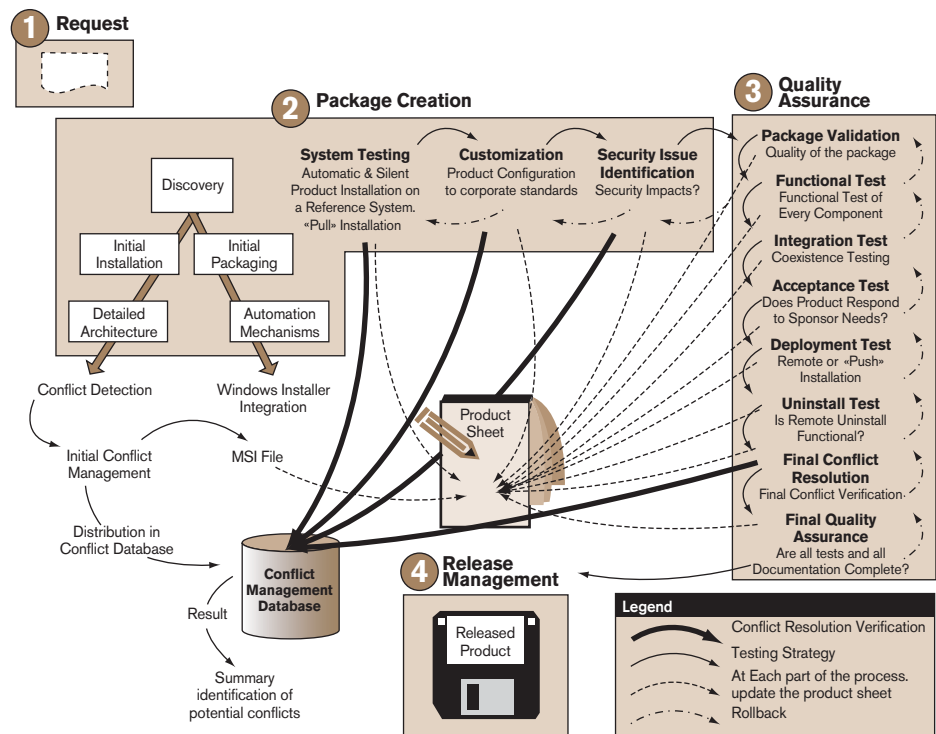 1 Request
2 Package Creation
3 Quality
Assurance
Discovery
Initial
Installation
Initial
Packaging
Detailed
Architecture
Automation
Mechanisms
System Testing
Automatic & Silent
Product Installation on
a Reference System.
«Pull» Installation
Customization
Product Configuration
to corporate standards
Security Issue
Identification
Security Impacts?
Package Validation
Quality of the package
Functional Test
Functional Test of
Every Component
Integration Test
Coexistence Testing
Acceptance Test
Does Product Respond
to Sponsor Needs?
Deployment Test
Remote or «Push»
Installation
Uninstall Test
Is Remote Uninstall
Functional?
Final Conflict
Resolution
Final Conflict Verification
Final Quality
Assurance
Are all tests and all
Documentation Complete?
Conflict Detection
Windows Installer
Integration
Initial Conflict
Management
MSI File
Distribution in
Conflict Database
Product
Sheet
Conflict
Management
Database
Result
Summary
identification of
potential conflicts
4 Release
Management
Released
Product
Legend
Conflict Resolution Verification
Testing Strategy
At Each part of the process.
update the product sheet
Rollback